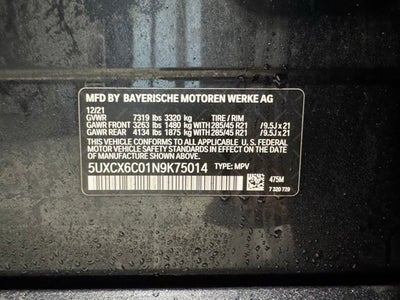 MFD BY BAYERISCHE MOTOREN WERKE AG
12/21
GVWR 7319 lbs 3320 kg TIRE / RIM
GAWR FRONT 3263 lbs 1480 kg WITH 285/45 R21 /9.5J x 21
GAWR REAR 4134 lbs 1875 kg WITH 285/45 R21 /9.5J x 21
THIS VEHICLE CONFORMS TO ALL APPLICABLE U.S. FEDERAL
MOTOR VEHICLE SAFETY STANDARDS IN EFFECT ON THE DATE OF
MANUFACTURE SHOWN ABOVE.
5UXCX6C01N9K75014 TYPE: MPV
475M
7 320 729